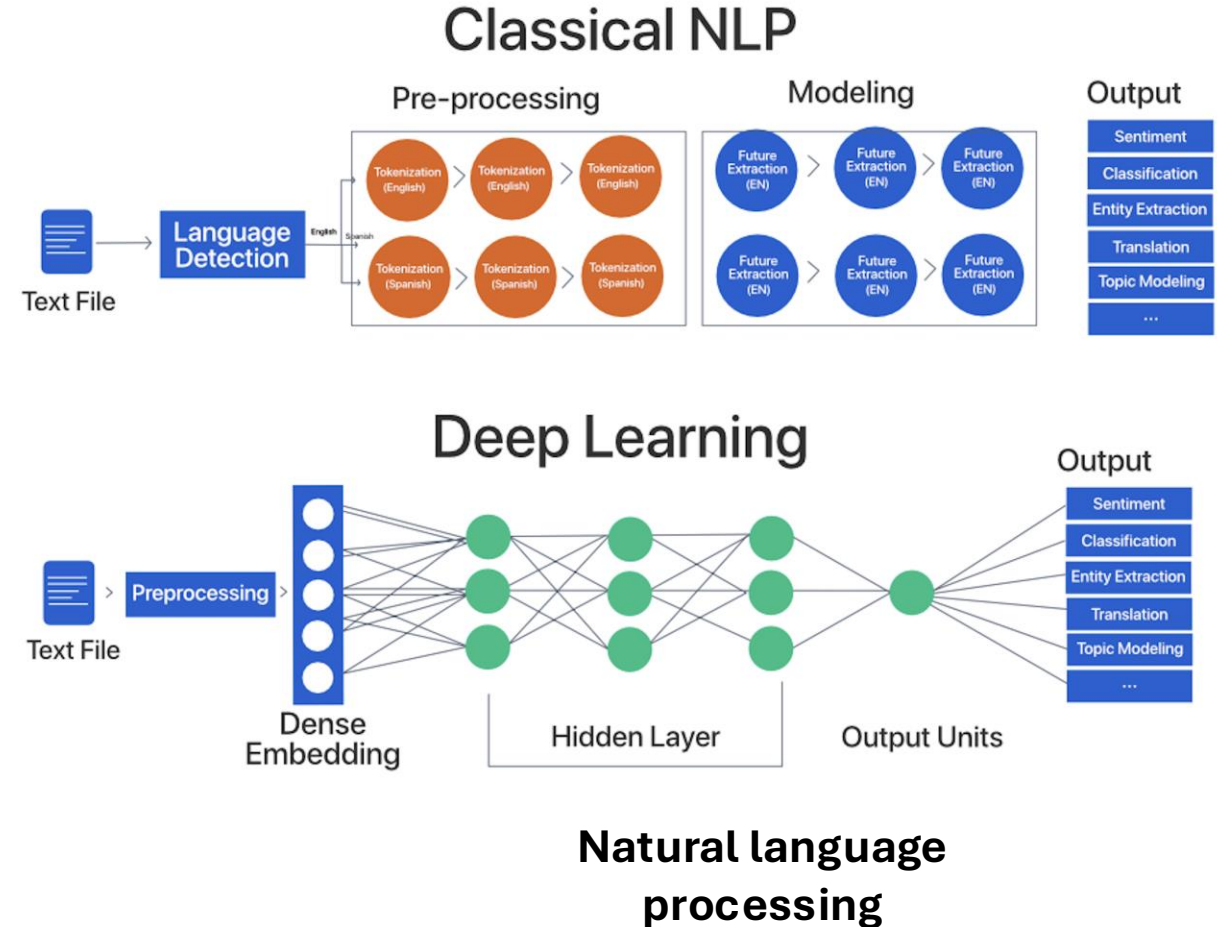 Classical NLP
Pre-processing
Modeling
Output
Tokenization
(English)
Tokenization
(English)
Tokenization
(English)
Future
Extraction
(EN)
Future
Extraction
(EN)
Future
Extraction
(EN)
Sentiment
Classification
Entity Extraction
Translation
Topic Modeling
...
Text File
Language
Detection
English
Spanish
Tokenization
(Spanish)
Tokenization
(Spanish)
Tokenization
(Spanish)
Future
Extraction
(EN)
Future
Extraction
(EN)
Future
Extraction
(EN)
Deep Learning
Output
Text File
Preprocessing
Dense
Embedding
Hidden Layer
Output Units
Sentiment
Classification
Entity Extraction
Translation
Topic Modeling
...
Natural language
processing